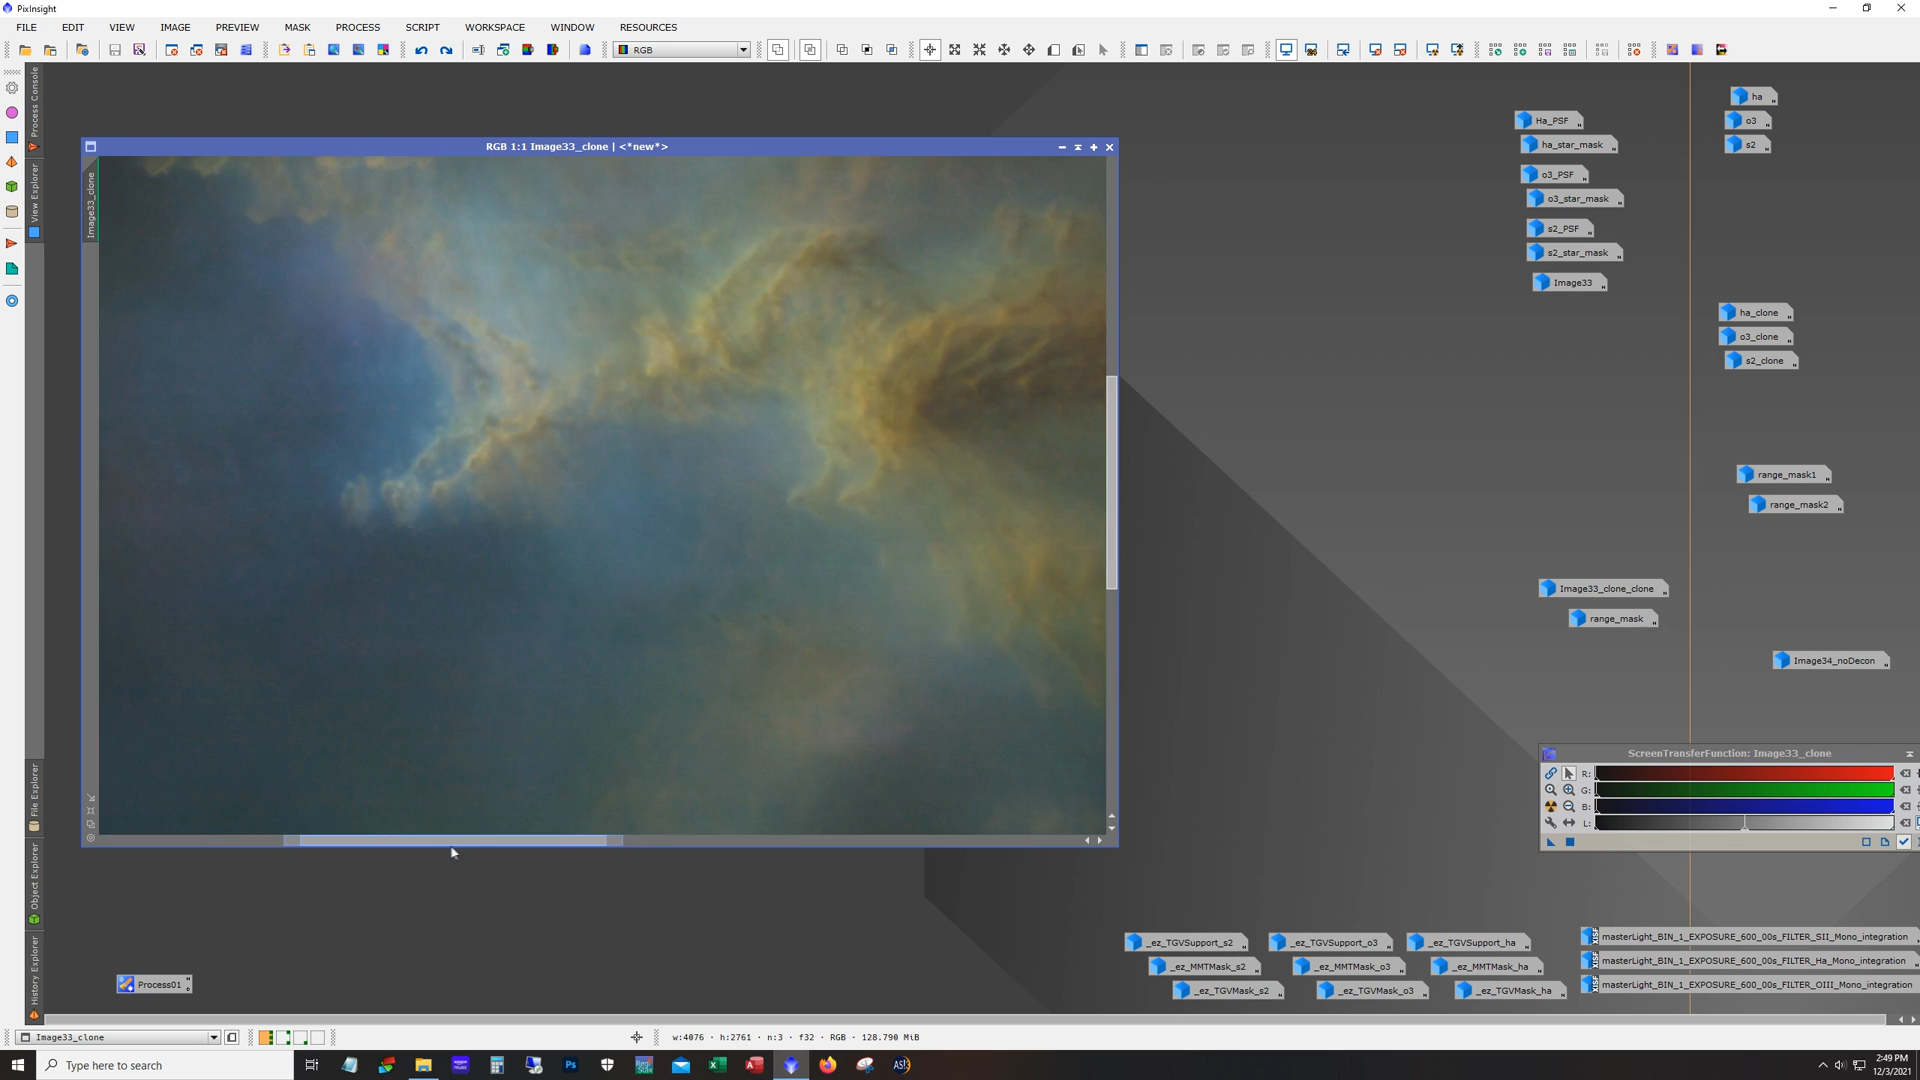 PixInsight
FILE EDIT VIEW IMAGE PREVIEW MASK PROCESS SCRIPT WORKSPACE WINDOW RESOURCES
RGB
Process Console
View Explorer
File Explorer
Object Explorer
History Explorer
RGB 1:1 Image33_clone | <*new*>
Image33_clone
Ha_PSF
ha_star_mask
o3_PSF
o3_star_mask
s2_PSF
s2_star_mask
Image33
ha
o3
s2
ha_clone
o3_clone
s2_clone
range_mask1
range_mask2
Image33_clone_clone
range_mask
Image34_noDecon
ScreenTransferFunction: Image33_clone
R:
G:
B:
L:
_ez_TGVSupport_s2 _ez_TGVSupport_o3 _ez_TGVSupport_ha
_ez_MMTMask_s2 _ez_MMTMask_o3 _ez_MMTMask_ha
_ez_TGVMask_s2 _ez_TGVMask_o3 _ez_TGVMask_ha
masterLight_BIN_1_EXPOSURE_600_00s_FILTER_SII_Mono_integration
masterLight_BIN_1_EXPOSURE_600_00s_FILTER_Ha_Mono_integration
masterLight_BIN_1_EXPOSURE_600_00s_FILTER_OIII_Mono_integration
Process01
Image33_clone
w:4076 · h:2761 · n:3 · f32 · RGB · 128.790 MiB
Type here to search
Ps
2:49 PM
12/3/2021